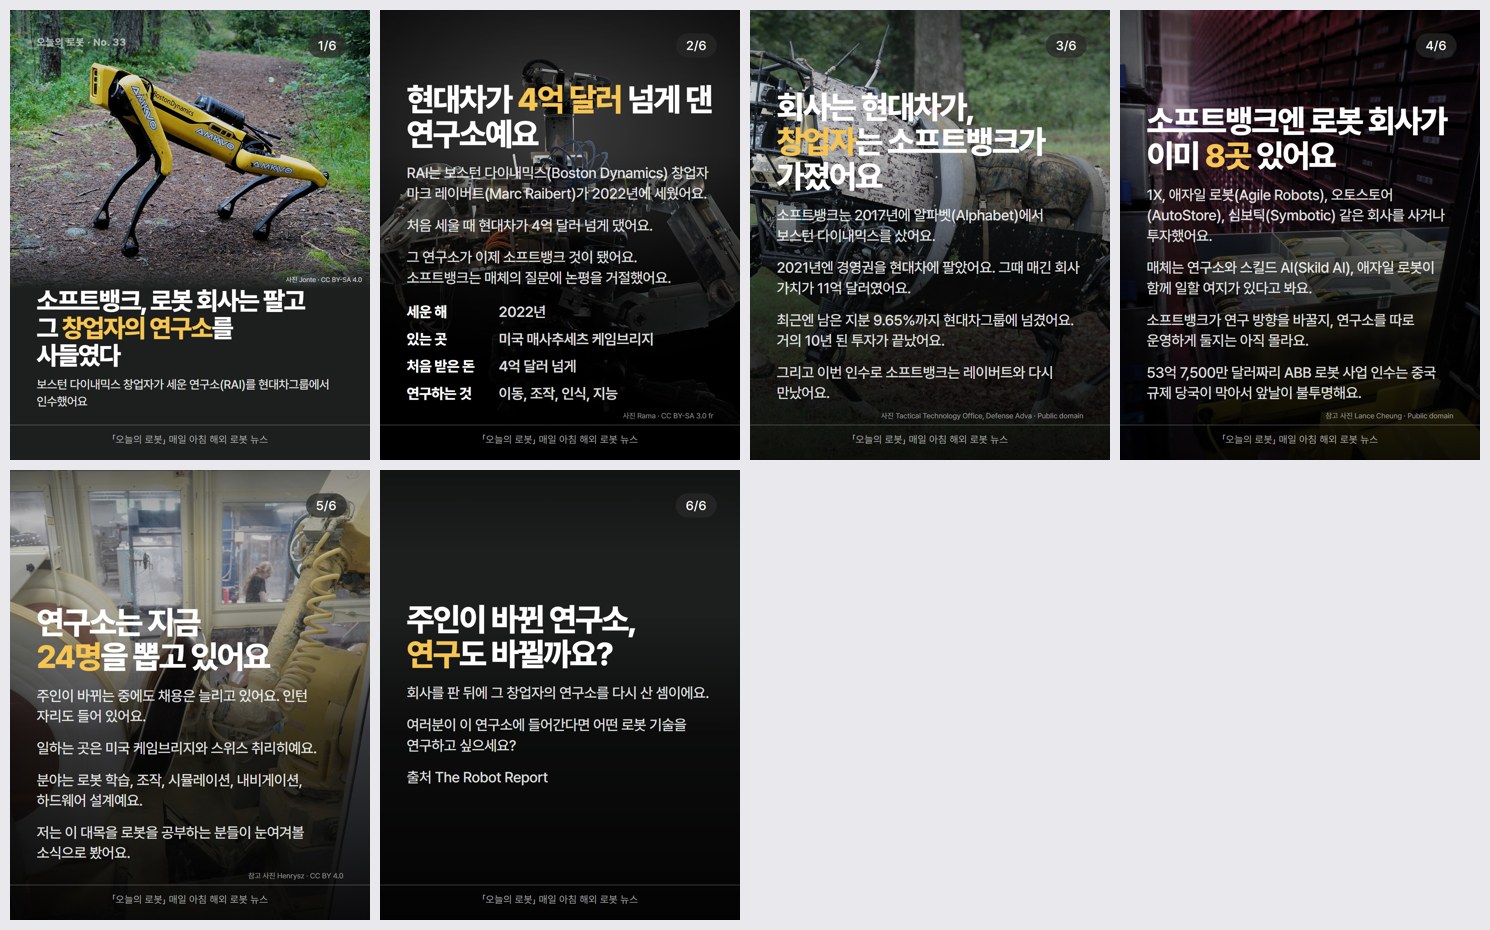 오늘의 로봇 · No. 33
1/6
BostonDynamics
AMKVO
AMKVO
AMKVO
사진 Jonte · CC BY-SA 4.0
소프트뱅크, 로봇 회사는 팔고
그 창업자의 연구소를
사들였다
보스턴 다이내믹스 창업자가 세운 연구소(RAI)를 현대차그룹에서
인수했어요
「오늘의 로봇」 매일 아침 해외 로봇 뉴스
2/6
현대차가 4억 달러 넘게 댄
연구소예요
RAI는 보스턴 다이내믹스(Boston Dynamics) 창업자
마크 레이버트(Marc Raibert)가 2022년에 세웠어요.
처음 세울 때 현대차가 4억 달러 넘게 댔어요.
그 연구소가 이제 소프트뱅크 것이 됐어요.
소프트뱅크는 매체의 질문에 논평을 거절했어요.
세운 해 2022년
있는 곳 미국 매사추세츠 케임브리지
처음 받은 돈 4억 달러 넘게
연구하는 것 이동, 조작, 인식, 지능
사진 Rama · CC BY-SA 3.0 fr
「오늘의 로봇」 매일 아침 해외 로봇 뉴스
3/6
회사는 현대차가,
창업자는 소프트뱅크가
가졌어요
소프트뱅크는 2017년에 알파벳(Alphabet)에서
보스턴 다이내믹스를 샀어요.
2021년엔 경영권을 현대차에 팔았어요. 그때 매긴 회사
가치가 11억 달러였어요.
최근엔 남은 지분 9.65%까지 현대차그룹에 넘겼어요.
거의 10년 된 투자가 끝났어요.
그리고 이번 인수로 소프트뱅크는 레이버트와 다시
만났어요.
사진 Tactical Technology Office, Defense Adva · Public domain
「오늘의 로봇」 매일 아침 해외 로봇 뉴스
4/6
소프트뱅크엔 로봇 회사가
이미 8곳 있어요
1X, 애자일 로봇(Agile Robots), 오토스토어
(AutoStore), 심보틱(Symbotic) 같은 회사를 사거나
투자했어요.
매체는 연구소와 스킬드 AI(Skild AI), 애자일 로봇이
함께 일할 여지가 있다고 봐요.
소프트뱅크가 연구 방향을 바꿀지, 연구소를 따로
운영하게 둘지는 아직 몰라요.
53억 7,500만 달러짜리 ABB 로봇 사업 인수는 중국
규제 당국이 막아서 앞날이 불투명해요.
참고 사진 Lance Cheung · Public domain
「오늘의 로봇」 매일 아침 해외 로봇 뉴스
5/6
연구소는 지금
24명을 뽑고 있어요
주인이 바뀌는 중에도 채용은 늘리고 있어요. 인턴
자리도 들어 있어요.
일하는 곳은 미국 케임브리지와 스위스 취리히예요.
분야는 로봇 학습, 조작, 시뮬레이션, 내비게이션,
하드웨어 설계예요.
저는 이 대목을 로봇을 공부하는 분들이 눈여겨볼
소식으로 봤어요.
참고 사진 Henrysz · CC BY 4.0
「오늘의 로봇」 매일 아침 해외 로봇 뉴스
6/6
주인이 바뀐 연구소,
연구도 바뀔까요?
회사를 판 뒤에 그 창업자의 연구소를 다시 산 셈이에요.
여러분이 이 연구소에 들어간다면 어떤 로봇 기술을
연구하고 싶으세요?
출처 The Robot Report
「오늘의 로봇」 매일 아침 해외 로봇 뉴스